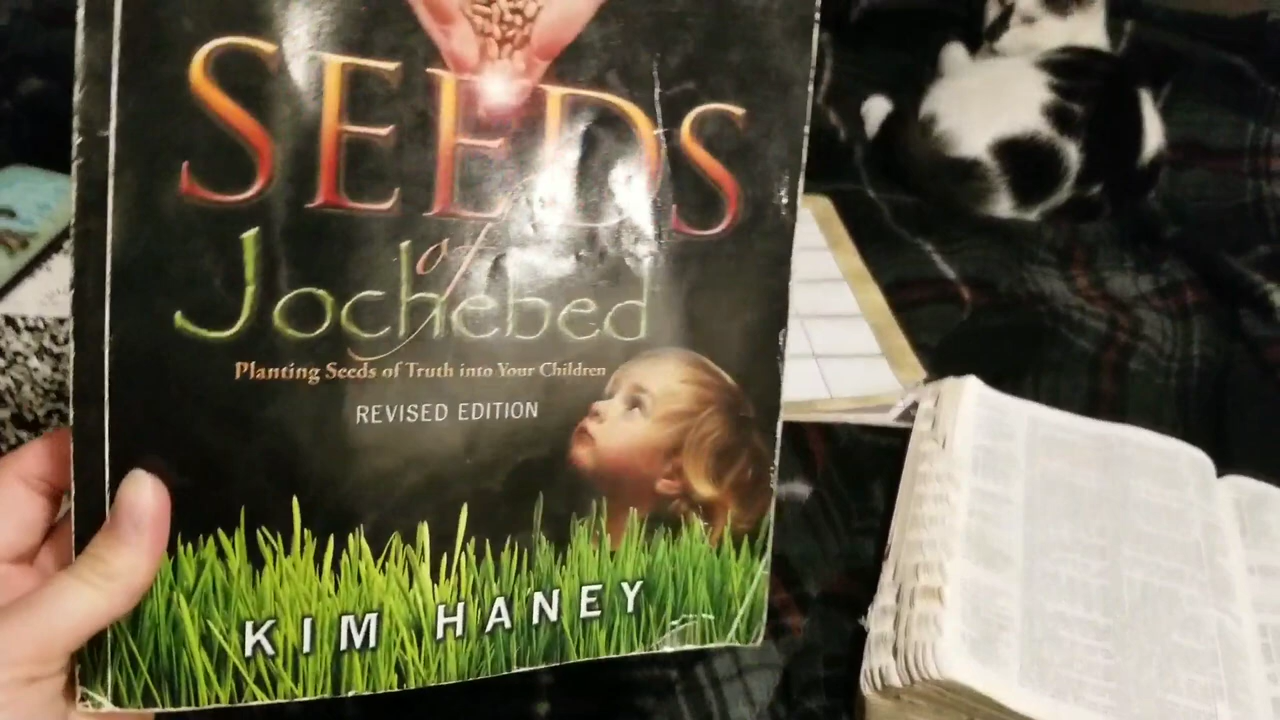 SEEDS
of
Jochebed
Planting Seeds of Truth into Your Children
REVISED EDITION
KIM HANEY